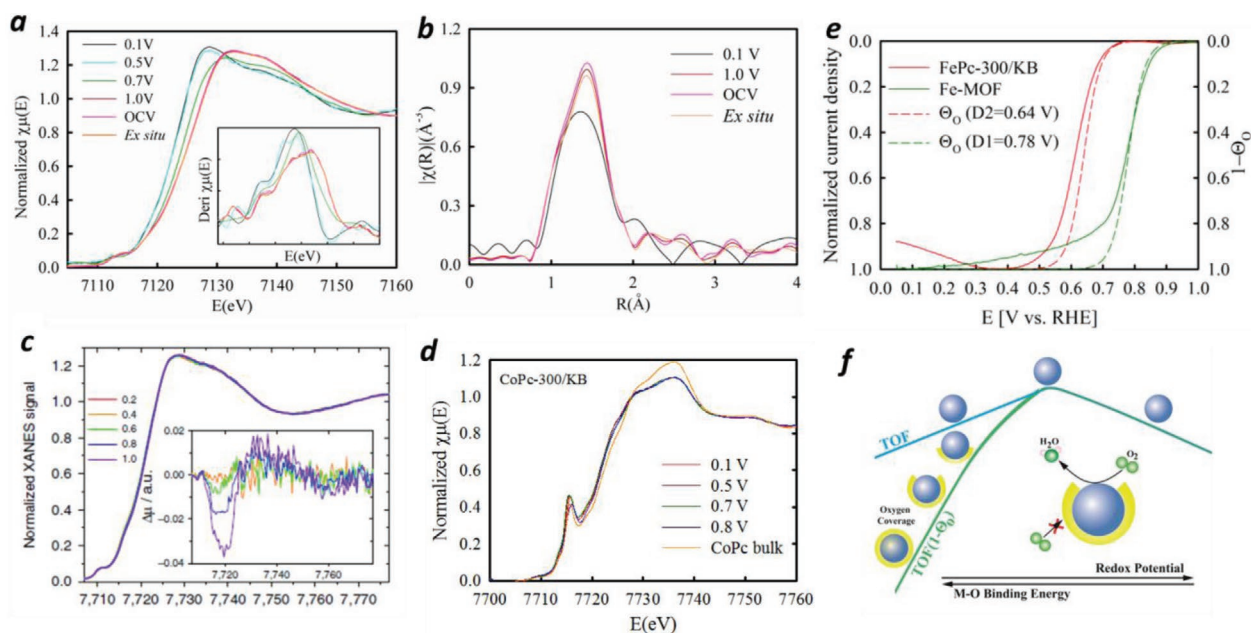 a
1.4
1.2
1.0
0.8
0.6
0.4
0.2
0.0
Normalized χμ(E)
0.1V
0.5V
0.7V
1.0V
OCV
Ex situ
Deri χμ(E)
E(eV)
7110 7120 7130 7140 7150 7160
E(eV)
b
1.2
0.9
0.6
0.3
0.0
|χ(R)|(Å⁻³)
0.1 V
1.0 V
OCV
Ex situ
0 1 2 3 4
R(Å)
e
0.0
0.2
0.4
0.6
0.8
1.0
Normalized current density
FePc-300/KB
Fe-MOF
Θ_O (D2=0.64 V)
Θ_O (D1=0.78 V)
0.0
0.2
0.4
0.6
0.8
1.0
1-Θ_O
0.0 0.1 0.2 0.3 0.4 0.5 0.6 0.7 0.8 0.9 1.0
E [V vs. RHE]
c
1.2
1.0
0.8
0.6
0.4
0.2
0.0
Normalized XANES signal
0.2
0.4
0.6
0.8
1.0
0.02
0.00
−0.02
−0.04
Δμ / a.u.
7,720 7,740 7,760
7,710 7,720 7,730 7,740 7,750 7,760 7,770
d
CoPc-300/KB
1.2
1.0
0.8
0.6
0.4
0.2
0.0
Normalized χμ(E)
0.1 V
0.5 V
0.7 V
0.8 V
CoPc bulk
7700 7710 7720 7730 7740 7750 7760
E(eV)
f
TOF
H₂O
O₂
Oxygen
Coverage
TOF(1-Θ₀)
Redox Potential
M-O Binding Energy